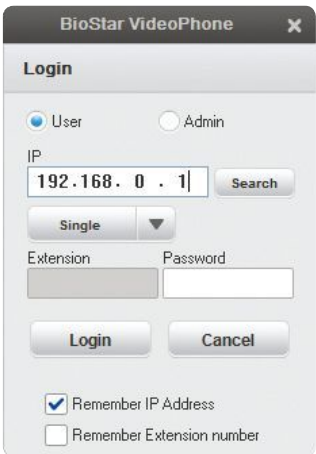 BioStar VideoPhone
Login
User Admin
IP
192.168. 0 . 1 Search
Single
Extension Password
Login Cancel
Remember IP Address
Remember Extension number